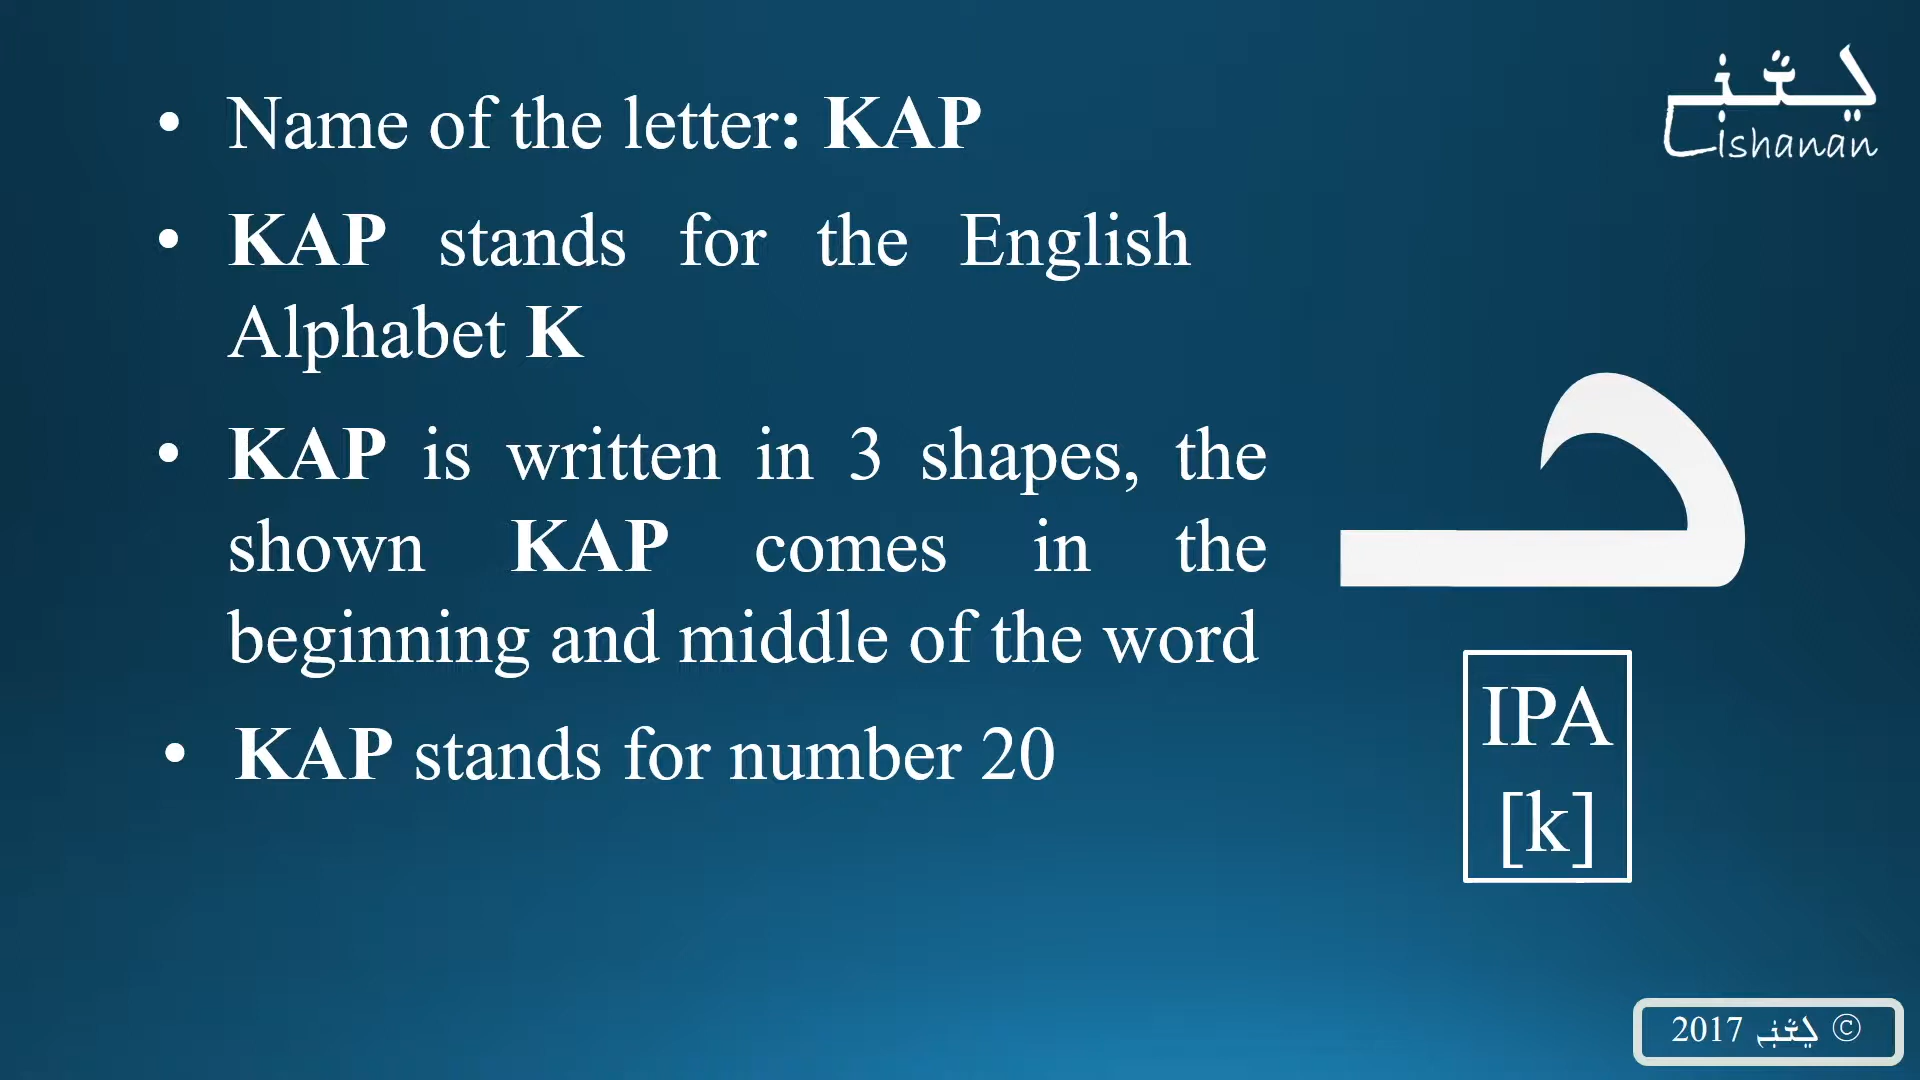 • Name of the letter: KAP
• KAP stands for the English
Alphabet K
• KAP is written in 3 shapes, the
shown KAP comes in the
beginning and middle of the word
• KAP stands for number 20
ܠܫܢܢ
Lishanan
ܟ
IPA
[k]
2017 ܠܫܢܢ ©